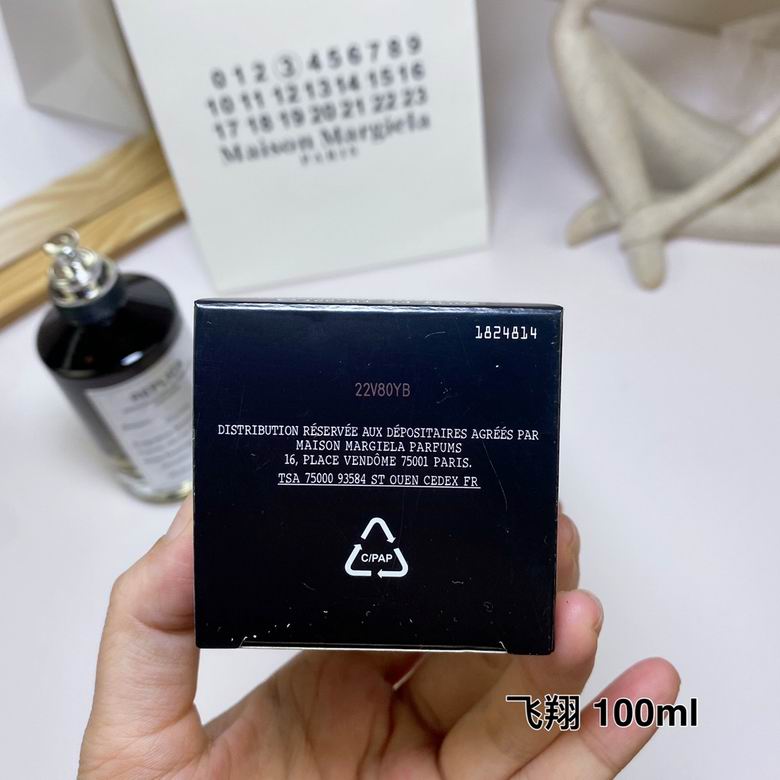 0 1 2 3 4 5 6 7 8 9
10 11 12 13 14 15 16
17 18 19 20 21 22 23
Maison Margiela
PARIS
1824814
22V80YB
DISTRIBUTION RÉSERVÉE AUX DÉPOSITAIRES AGRÉÉS PAR
MAISON MARGIELA PARFUMS
16, PLACE VENDÔME 75001 PARIS.
TSA 75000 93584 ST OUEN CEDEX FR
C/PAP
飞翔 100ml